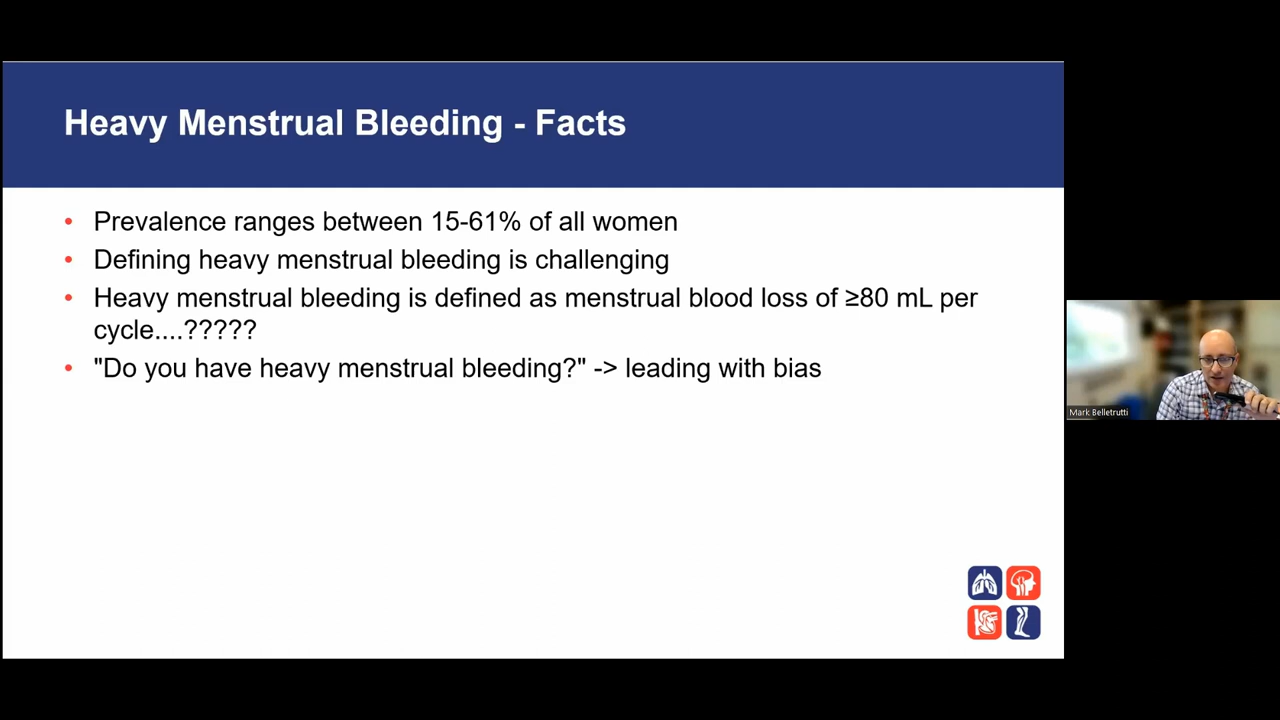 Heavy Menstrual Bleeding - Facts
• Prevalence ranges between 15-61% of all women
• Defining heavy menstrual bleeding is challenging
• Heavy menstrual bleeding is defined as menstrual blood loss of ≥80 mL per
cycle....?????
• "Do you have heavy menstrual bleeding?" -> leading with bias
Mark Belletrutti